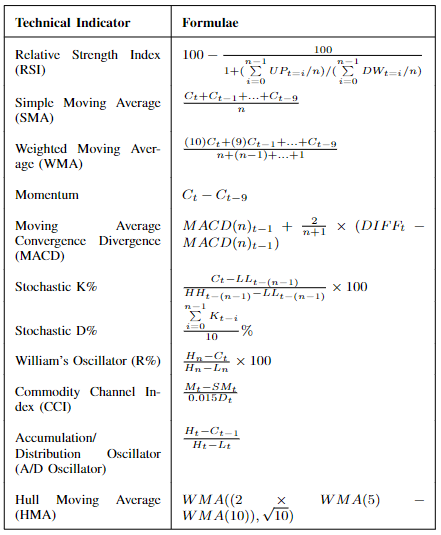 Technical Indicator Formulae
Relative Strength Index (RSI) 100 − \frac{100}{1+(\sum_{i=0}^{n-1} UP_{t=i}/n)/(\sum_{i=0}^{n-1} DW_{t=i}/n)}
Simple Moving Average (SMA) \frac{C_t+C_{t-1}+...+C_{t-9}}{n}
Weighted Moving Average (WMA) \frac{(10)C_t+(9)C_{t-1}+...+C_{t-9}}{n+(n-1)+...+1}
Momentum C_t − C_{t-9}
Moving Average Convergence Divergence (MACD) MACD(n)_{t-1} + \frac{2}{n+1} × (DIFF_t − MACD(n)_{t-1})
Stochastic K% \frac{C_t-LL_{t-(n-1)}}{HH_{t-(n-1)}-LL_{t-(n-1)}} × 100
Stochastic D% \frac{\sum_{i=0}^{n-1} K_{t-i}}{10}%
William's Oscillator (R%) \frac{H_n-C_t}{H_n-L_n} × 100
Commodity Channel Index (CCI) \frac{M_t-SM_t}{0.015D_t}
Accumulation/ Distribution Oscillator (A/D Oscillator) \frac{H_t-C_{t-1}}{H_t-L_t}
Hull Moving Average (HMA) WMA((2 × WMA(5) − WMA(10)), \sqrt{10})